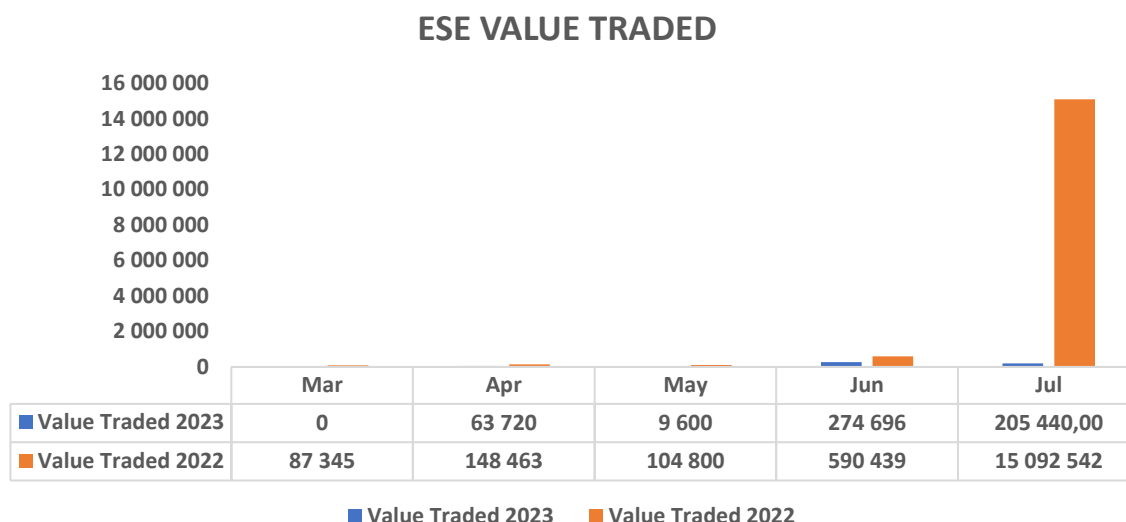 ESE VALUE TRADED
16 000 000
14 000 000
12 000 000
10 000 000
8 000 000
6 000 000
4 000 000
2 000 000
0
Mar Apr May Jun Jul
Value Traded 2023 0 63 720 9 600 274 696 205 440,00
Value Traded 2022 87 345 148 463 104 800 590 439 15 092 542
Value Traded 2023 Value Traded 2022